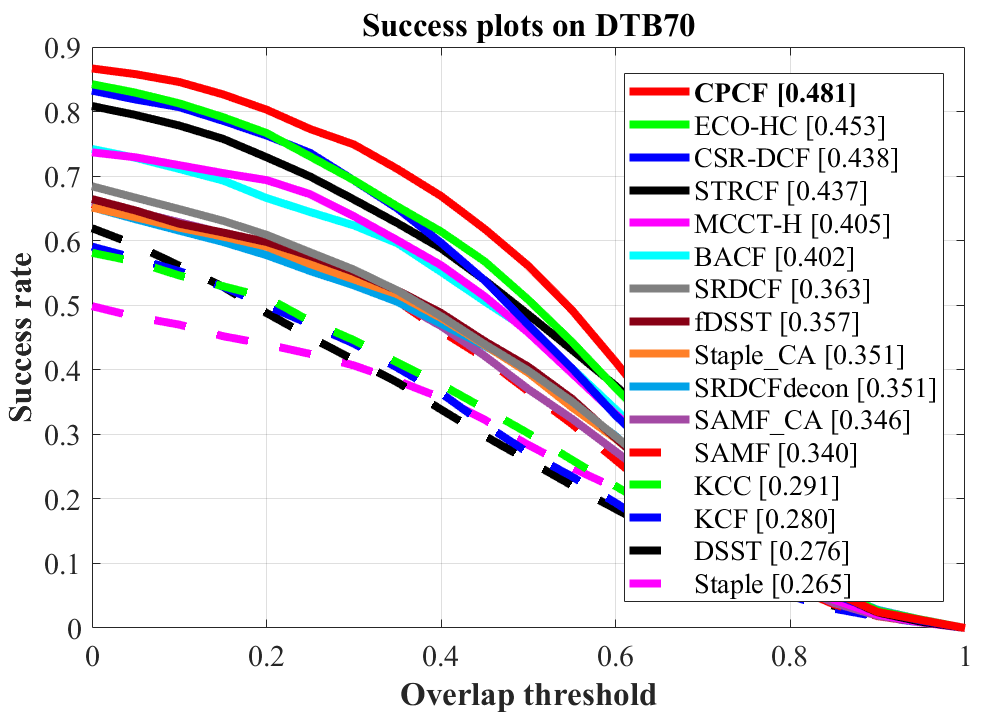 Success plots on DTB70
0.9
0.8
0.7
0.6
0.5
0.4
0.3
0.2
0.1
0
Success rate
CPCF [0.481]
ECO-HC [0.453]
CSR-DCF [0.438]
STRCF [0.437]
MCCT-H [0.405]
BACF [0.402]
SRDCF [0.363]
fDSST [0.357]
Staple_CA [0.351]
SRDCFdecon [0.351]
SAMF_CA [0.346]
SAMF [0.340]
KCC [0.291]
KCF [0.280]
DSST [0.276]
Staple [0.265]
0 0.2 0.4 0.6 0.8 1
Overlap threshold